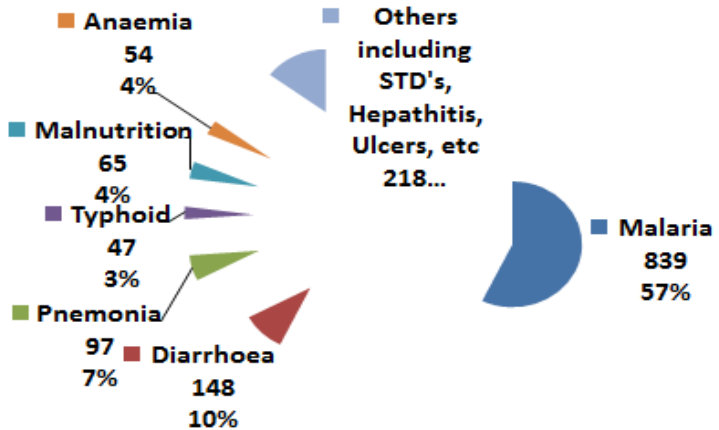 Anaemia
54
4%
Malnutrition
65
4%
Typhoid
47
3%
Pnemonia
97
7%
Diarrhoea
148
10%
Others
including
STD's,
Hepathitis,
Ulcers, etc
218...
Malaria
839
57%